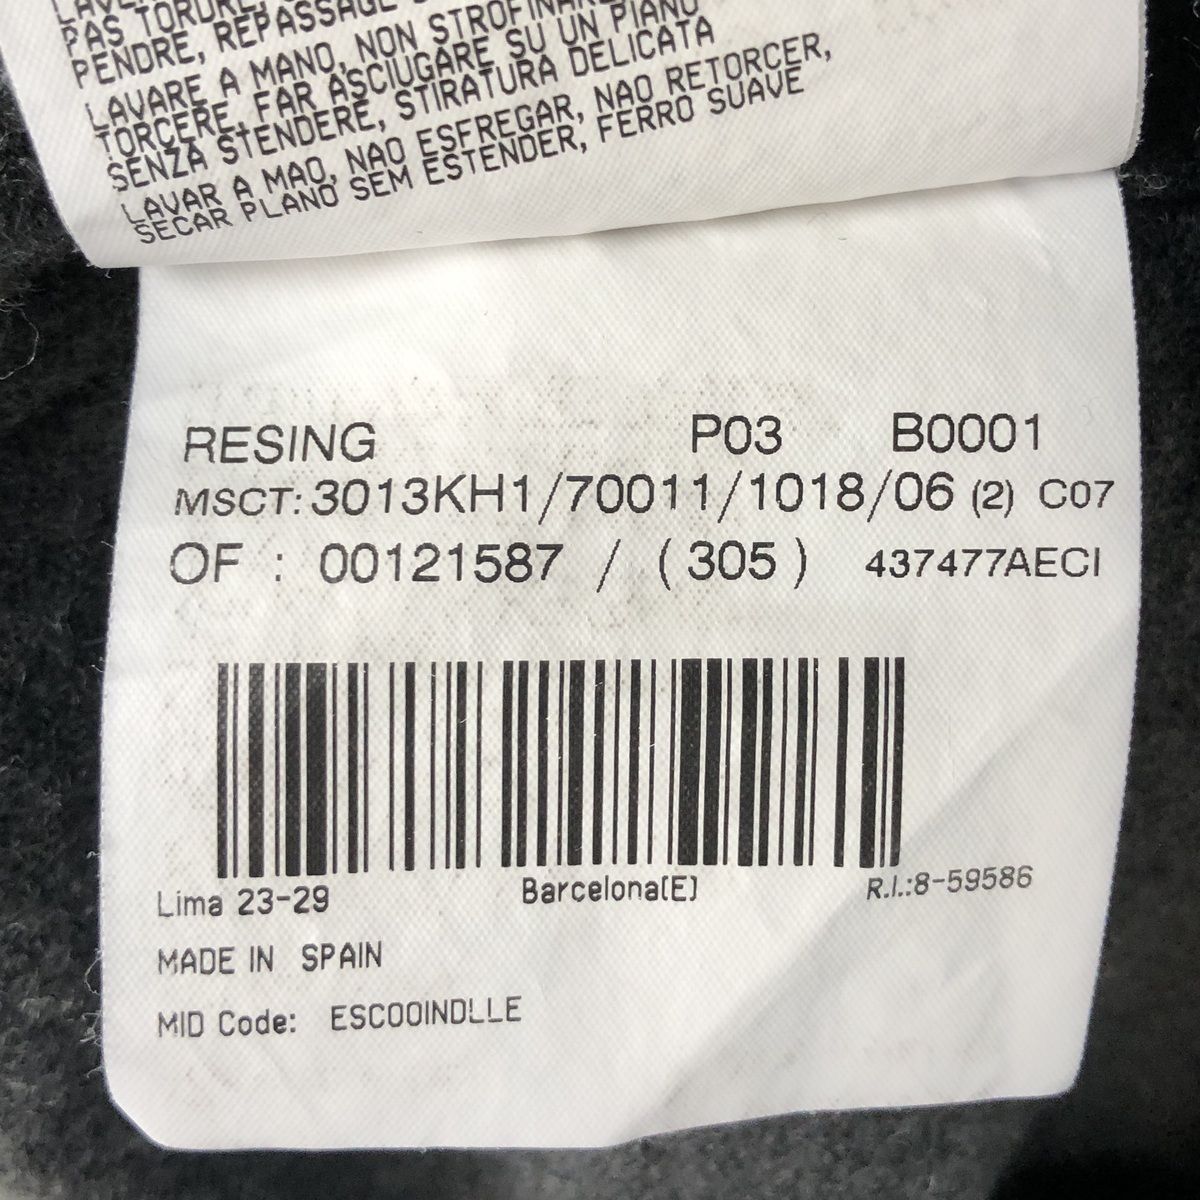 PAS TORDRE,
PENDRE, REPASSAGE
LAVARE A MANO, NON STROFINARE
TORCERE, FAR ASCIUGARE SU UN PIANO
SENZA STENDERE, STIRATURA DELICATA
LAVAR A MAO, NAO ESFREGAR, NAO RETORCER,
SECAR PLANO SEM ESTENDER, FERRO SUAVE
RESING P03 B0001
MSCT: 3013KH1/70011/1018/06 (2) C07
OF : 00121587 / (305) 437477AECI
Lima 23-29 Barcelona(E) R.I.:8-59586
MADE IN SPAIN
MID Code: ESCOOINDLLE